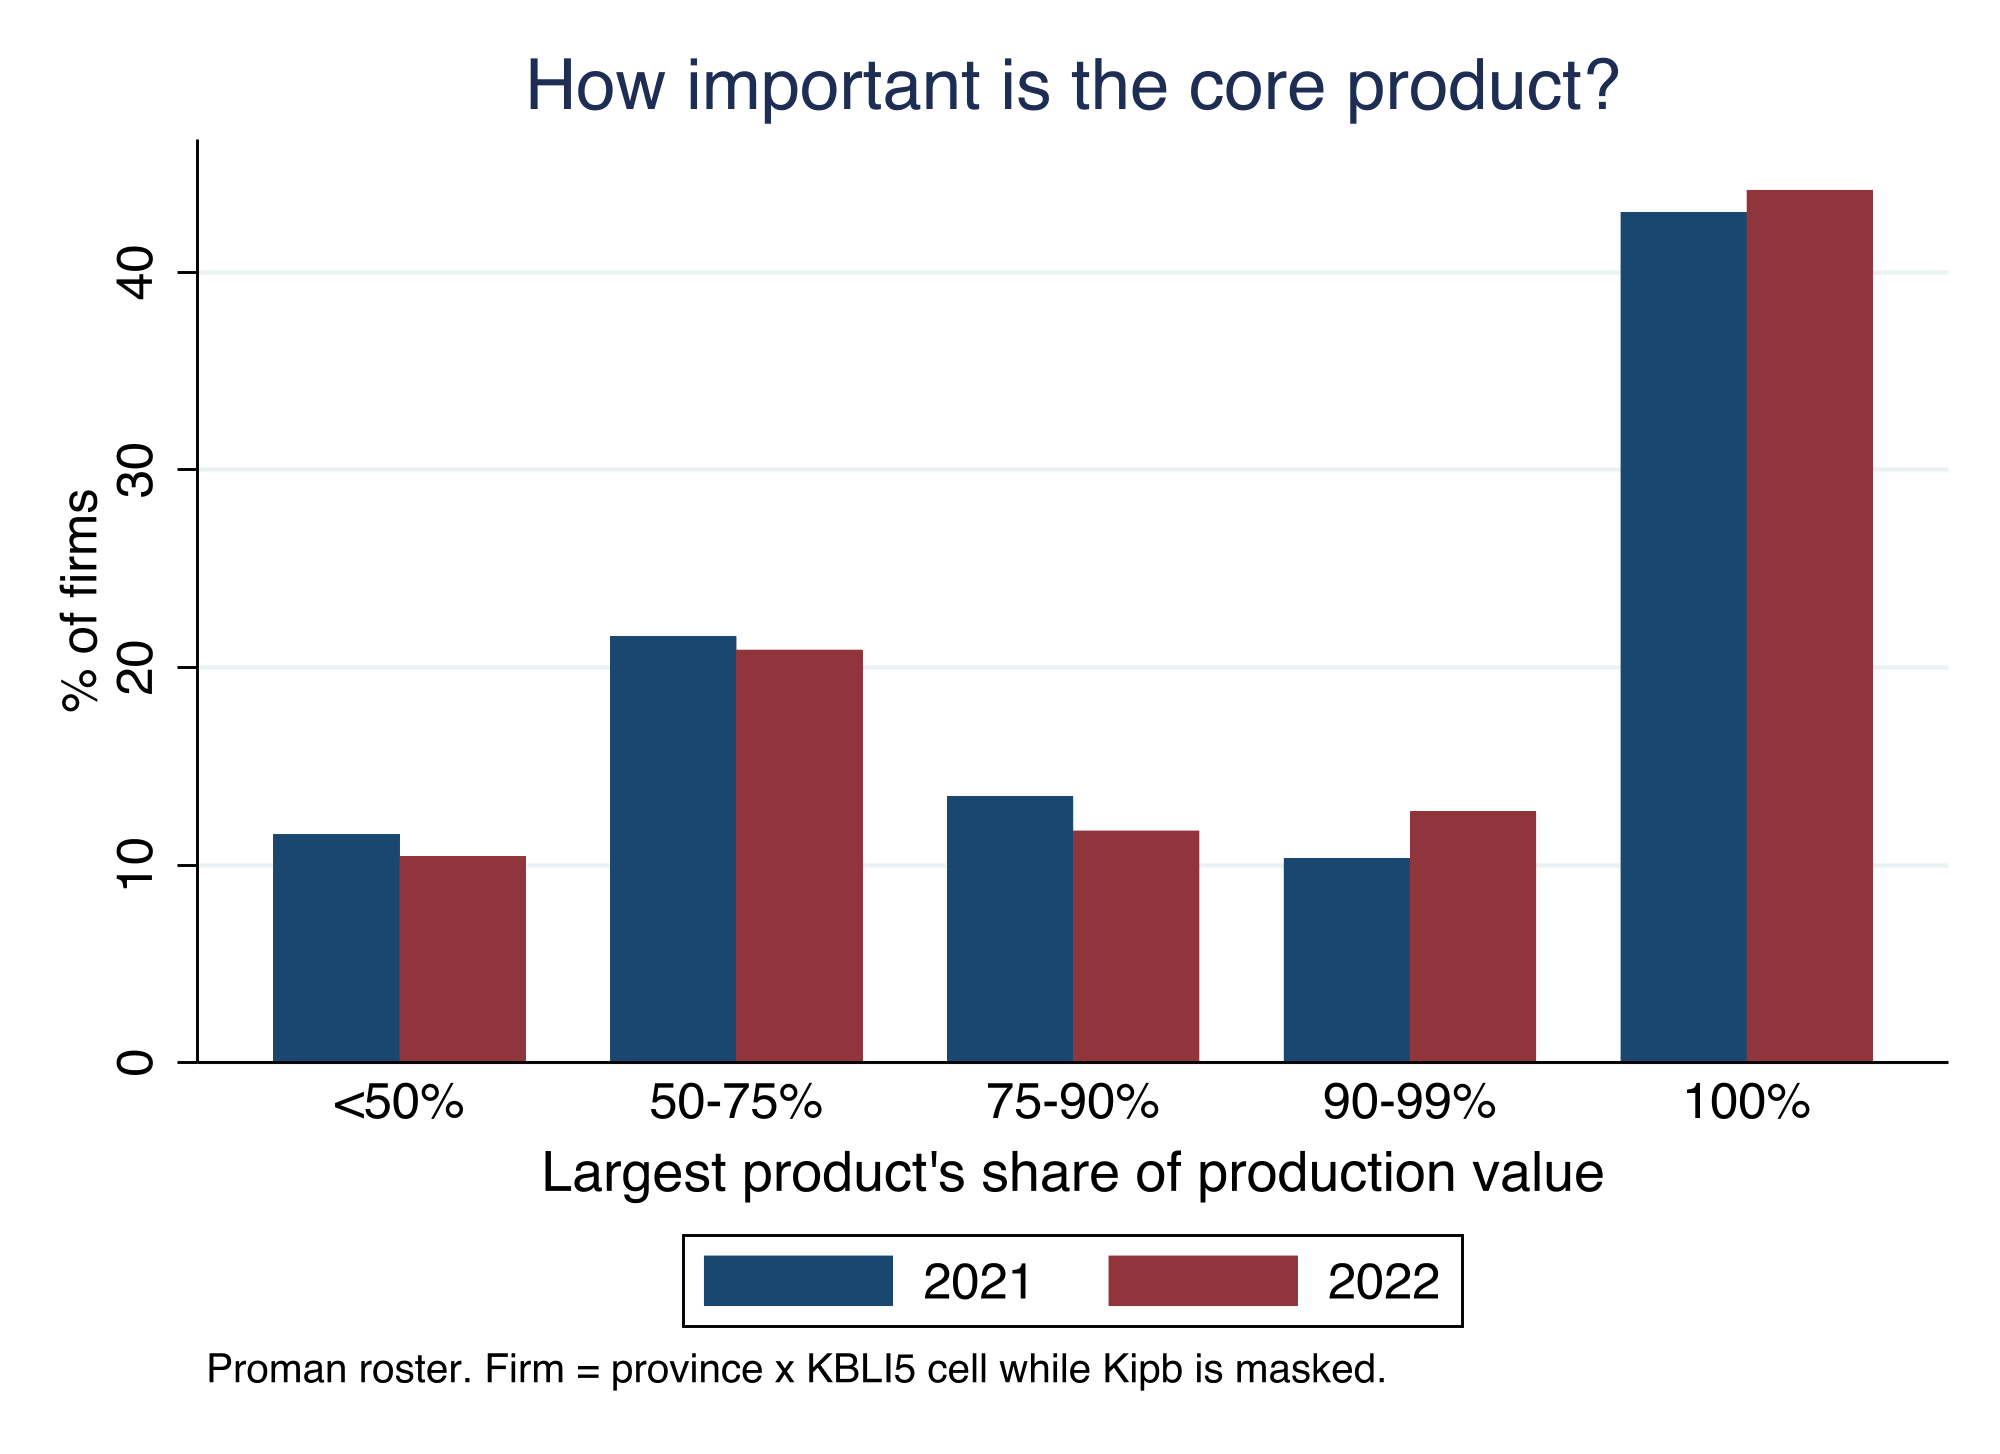 How important is the core product?
% of firms
40
30
20
10
0
<50% 50-75% 75-90% 90-99% 100%
Largest product's share of production value
2021 2022
Proman roster. Firm = province x KBLI5 cell while Kipb is masked.